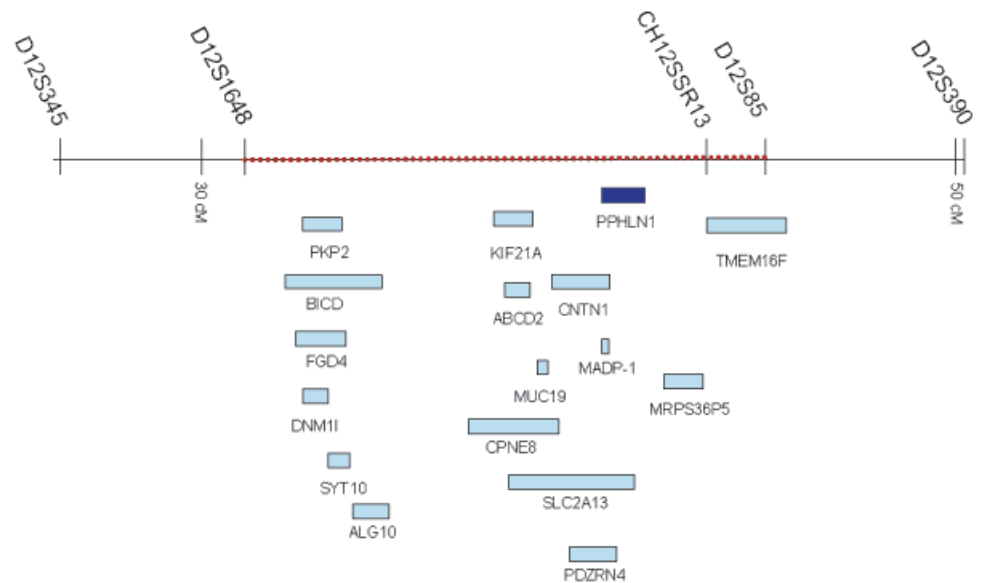 D12S345
D12S1648
CH12SSR13
D12S85
D12S390
30 cM
50 cM
PPHLN1
PKP2
KIF21A
TMEM16F
BICD
ABCD2
CNTN1
FGD4
MADP-1
MUC19
MRPS36P5
DNM1l
CPNE8
SYT10
SLC2A13
ALG10
PDZRN4